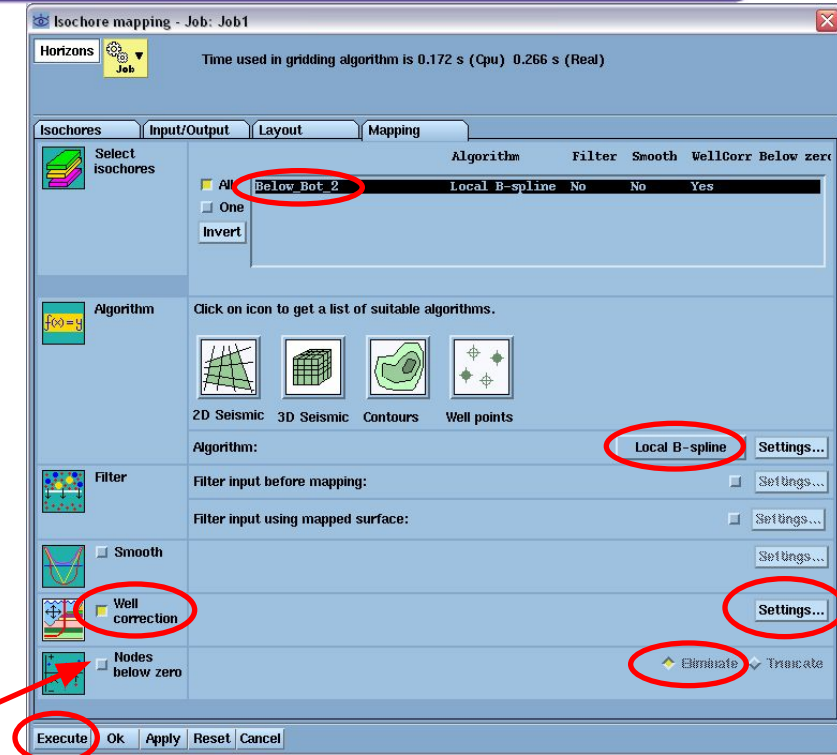 Isochore mapping - Job: Job1
Horizons
Job
Time used in gridding algorithm is 0.172 s (Cpu) 0.266 s (Real)
Isochores Input/Output Layout Mapping
Select isochores
Algorithm Filter Smooth WellCorr Below zero
All
Below_Bot_2 Local B-spline No No Yes
One
Invert
f(x)=y
Algorithm
Click on icon to get a list of suitable algorithms.
2D Seismic 3D Seismic Contours Well points
Algorithm: Local B-spline Settings...
Filter
Filter input before mapping: Settings...
Filter input using mapped surface: Settings...
Smooth Settings...
Well correction Settings...
Nodes below zero Eliminate Truncate
Execute Ok Apply Reset Cancel